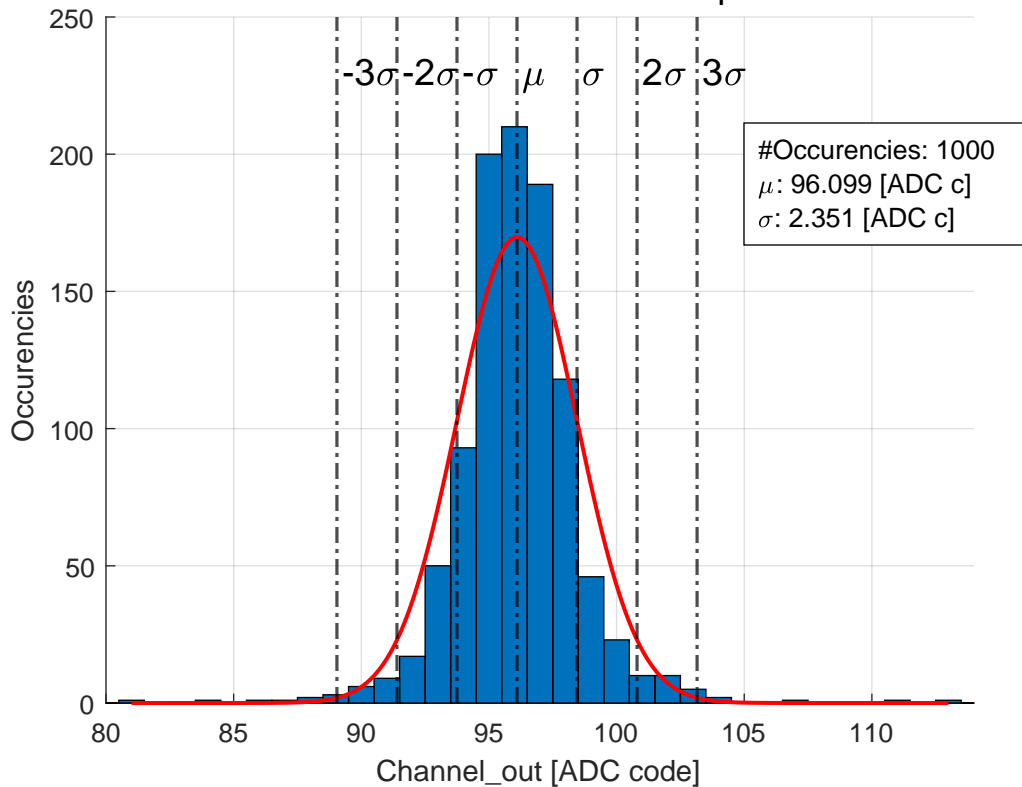 250
200
150
100
50
0
80
85
90
95
100
105
110
-3σ
-2σ
-σ
μ
σ
2σ
3σ
#Occurencies: 1000
μ: 96.099 [ADC c]
σ: 2.351 [ADC c]
Occurencies
Channel_out [ADC code]